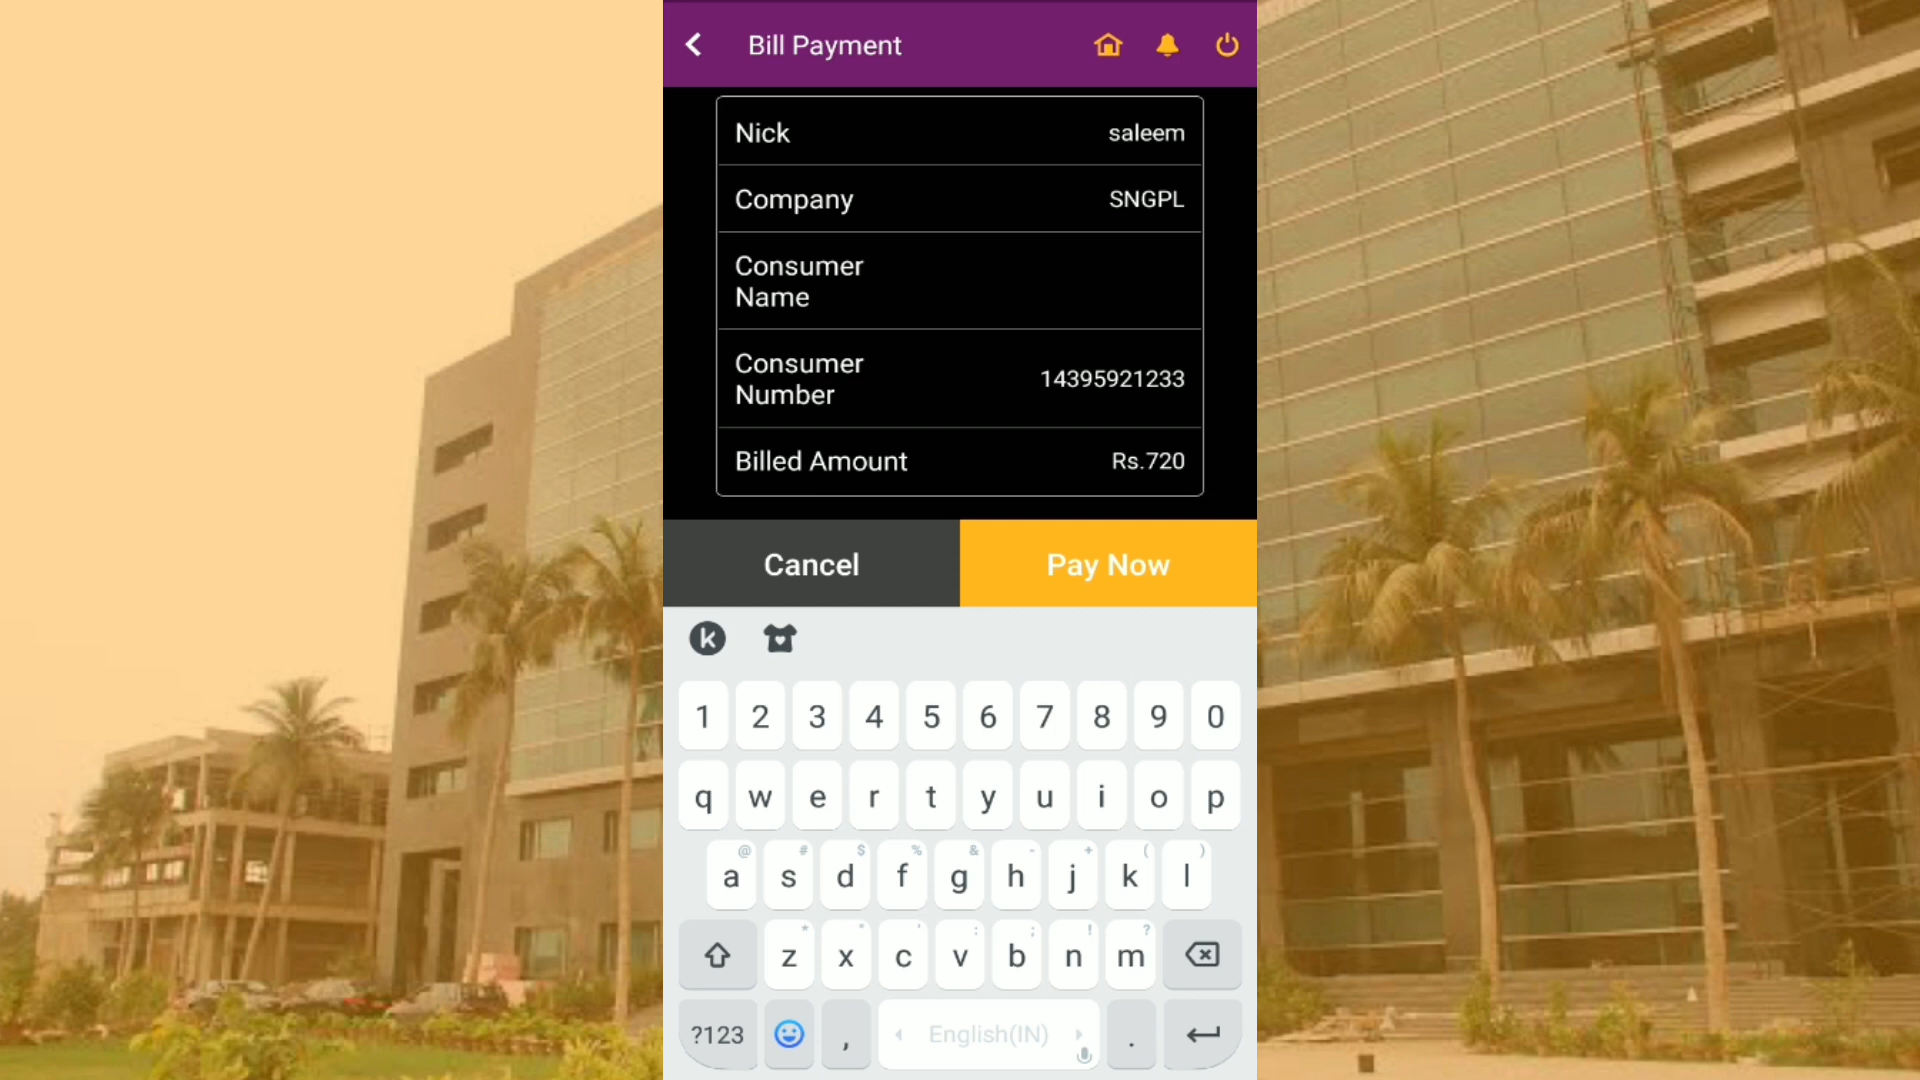 Bill Payment
Nick saleem
Company SNGPL
Consumer
Name
Consumer
Number 14395921233
Billed Amount Rs.720
Cancel Pay Now
k
1 2 3 4 5 6 7 8 9 0
q w e r t y u i o p
@ # $ % & - + ( )
a s d f g h j k l
* " ' : ; ! ?
z x c v b n m
?123 , English(IN) .